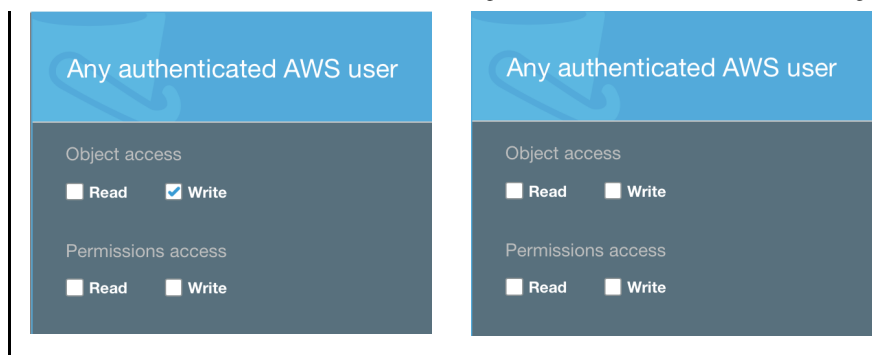 Any authenticated AWS user
Object access
Read Write
Permissions access
Read Write
Any authenticated AWS user
Object access
Read Write
Permissions access
Read Write